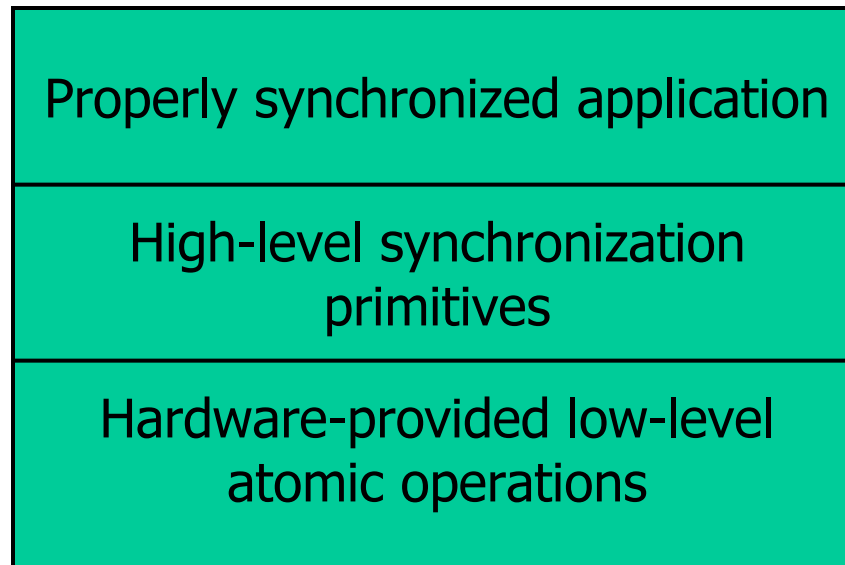 Properly synchronized application
High-level synchronization
primitives
Hardware-provided low-level
atomic operations